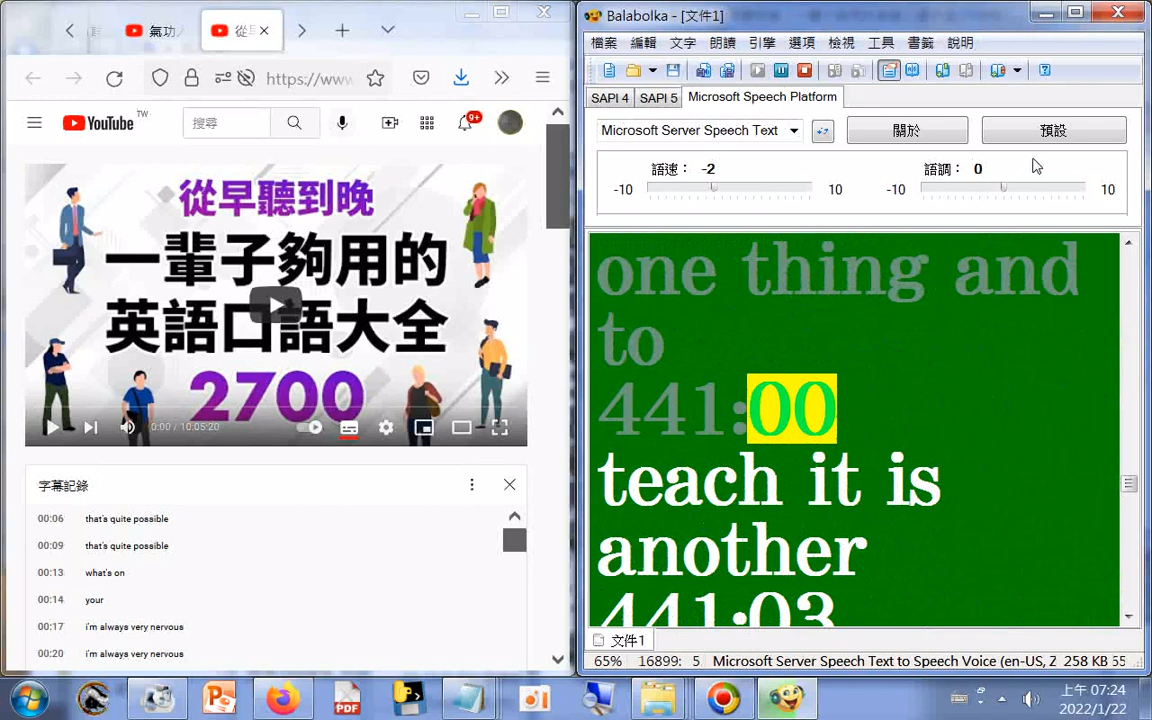 氣功
從
https://www
YouTube TW
搜尋
9+
從早聽到晚
一輩子夠用的
英語口語大全
2700
0:00 / 10:05:20
字幕記錄
00:06 that's quite possible
00:09 that's quite possible
00:13 what's on
00:14 your
00:17 i'm always very nervous
00:20 i'm always very nervous
Balabolka - [文件1]
檔案 編輯 文字 朗讀 引擎 選項 檢視 工具 書籤 說明
SAPI 4 SAPI 5 Microsoft Speech Platform
Microsoft Server Speech Text 關於 預設
語速： -2 語調： 0
-10 10 -10 10
one thing and
to
441:00
teach it is
another
441:03
文件1
65% 16899: 5 Microsoft Server Speech Text to Speech Voice (en-US, Z 258 KB 55
PDF
上午 07:24
2022/1/22